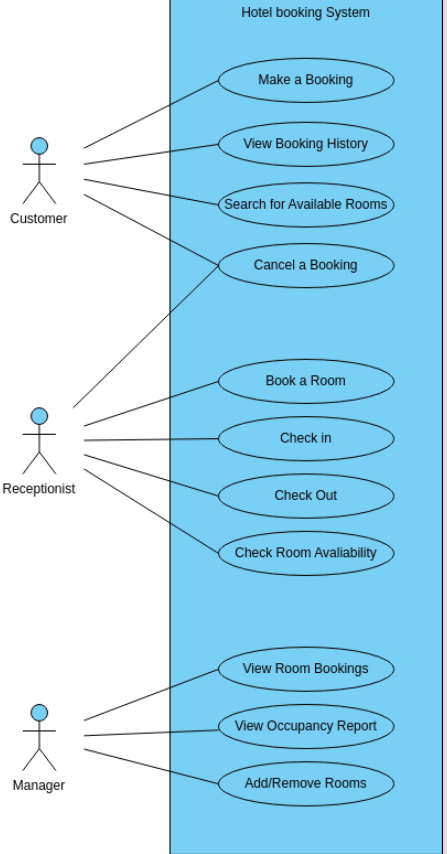 Hotel booking System
Make a Booking
View Booking History
Search for Available Rooms
Customer
Cancel a Booking
Book a Room
Check in
Receptionist
Check Out
Check Room Avaliability
View Room Bookings
View Occupancy Report
Manager
Add/Remove Rooms